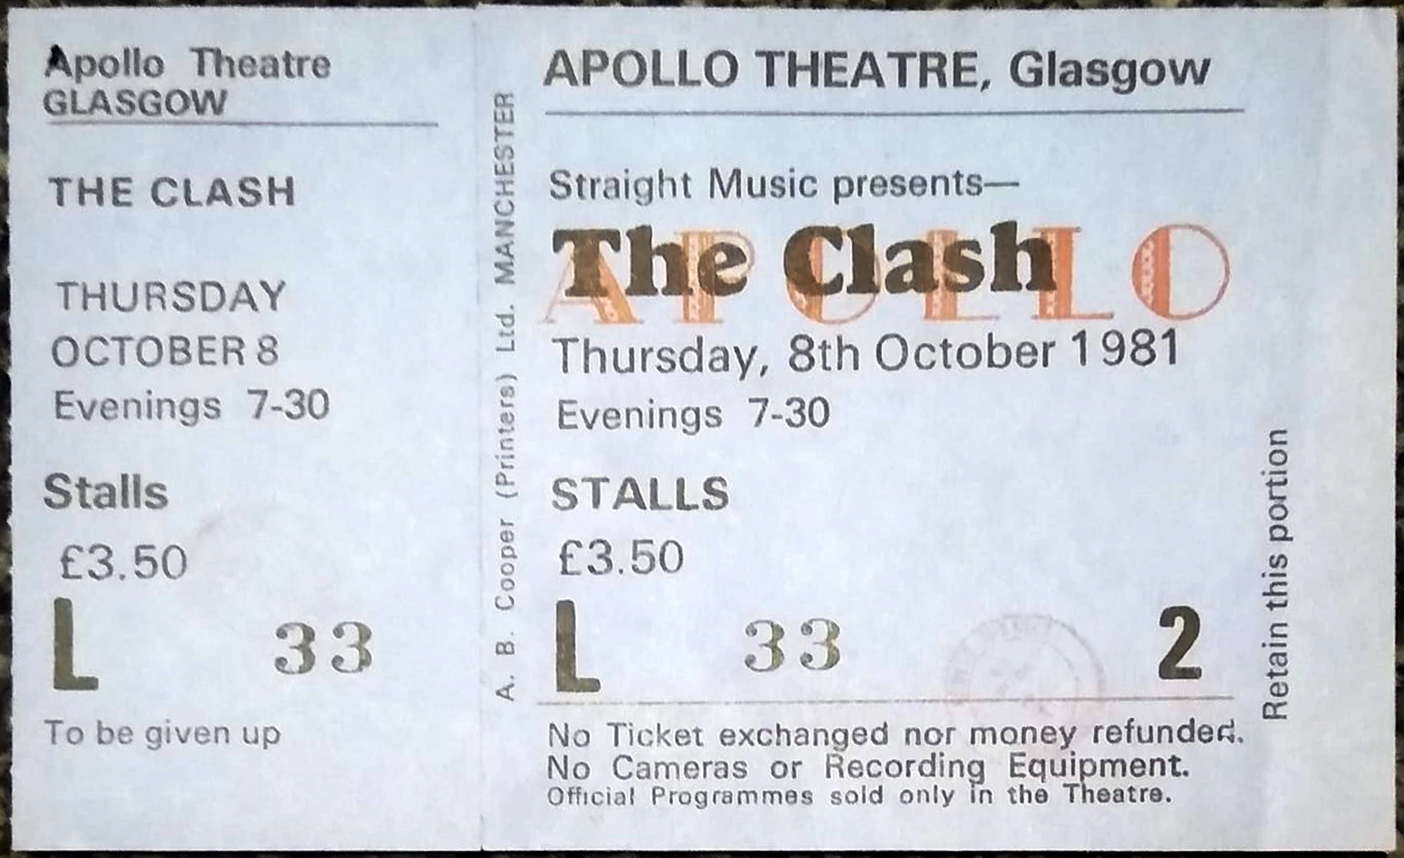 Apollo Theatre
GLASGOW
THE CLASH
THURSDAY
OCTOBER 8
Evenings 7-30
Stalls
£3.50
L 33
To be given up
A. B. Cooper (Printers) Ltd. MANCHESTER
APOLLO THEATRE, Glasgow
Straight Music presents—
The Clash
APOLLO
Thursday, 8th October 1981
Evenings 7-30
STALLS
£3.50
L 33 2
No Ticket exchanged nor money refunded.
No Cameras or Recording Equipment.
Official Programmes sold only in the Theatre.
Retain this portion